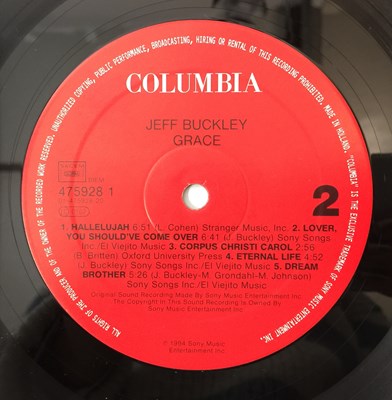 UNAUTHORIZED COPYING, PUBLIC PERFORMANCE, BROADCASTING, HIRING OR RENTAL OF THIS RECORDING PROHIBITED. MADE IN HOLLAND. "COLUMBIA" IS THE EXCLUSIVE TRADEMARK OF SONY MUSIC ENTERTAINMENT INC.
ALL RIGHTS OF THE PRODUCER AND OF THE OWNER OF THE RECORDED WORK RESERVED.
COLUMBIA
JEFF BUCKLEY
GRACE
475928 1
2
1. HALLELUJAH 6:51 (L. Cohen) Stranger Music, Inc. 2. LOVER,
YOU SHOULD'VE COME OVER 6:41 (J. Buckley) Sony Songs
Inc./El Viejito Music 3. CORPUS CHRISTI CAROL 2:56
(B. Britten) Oxford University Press 4. ETERNAL LIFE 4:52
(J. Buckley) Sony Songs Inc./El Viejito Music 5. DREAM
BROTHER 5:26 (J. Buckley-M. Grondahl-M. Johnson)
Sony Songs Inc./El Viejito Music
Original Sound Recording Made By Sony Music Entertainment Inc.
The Copyright In This Sound Recording Is Owned By
Sony Music Entertainment Inc.
℗ 1994 Sony Music
Entertainment Inc.